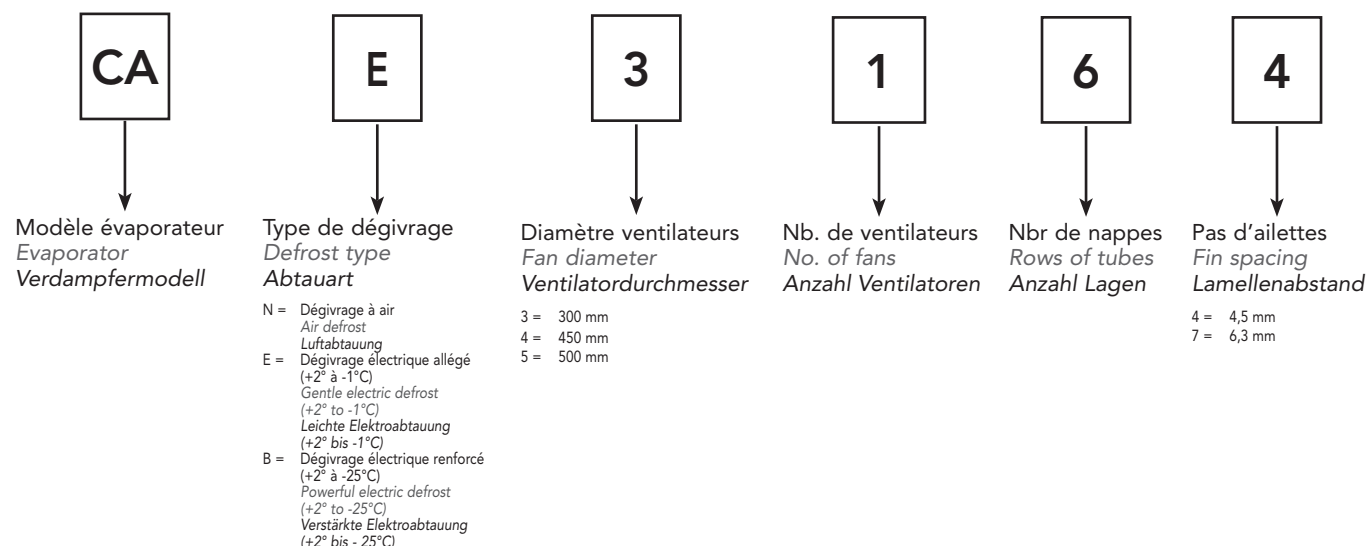 CA
E
3
1
6
4
Modèle évaporateur
Evaporator
Verdampfermodell
Type de dégivrage
Defrost type
Abtauart
N = Dégivrage à air
Air defrost
Luftabtauung
E = Dégivrage électrique allégé
(+2° à -1°C)
Gentle electric defrost
(+2° to -1°C)
Leichte Elektroabtauung
(+2° bis -1°C)
B = Dégivrage électrique renforcé
(+2° à -25°C)
Powerful electric defrost
(+2° to -25°C)
Verstärkte Elektroabtauung
(+2° bis - 25°C)
Diamètre ventilateurs
Fan diameter
Ventilatordurchmesser
3 = 300 mm
4 = 450 mm
5 = 500 mm
Nb. de ventilateurs
No. of fans
Anzahl Ventilatoren
Nbr de nappes
Rows of tubes
Anzahl Lagen
Pas d'ailettes
Fin spacing
Lamellenabstand
4 = 4,5 mm
7 = 6,3 mm